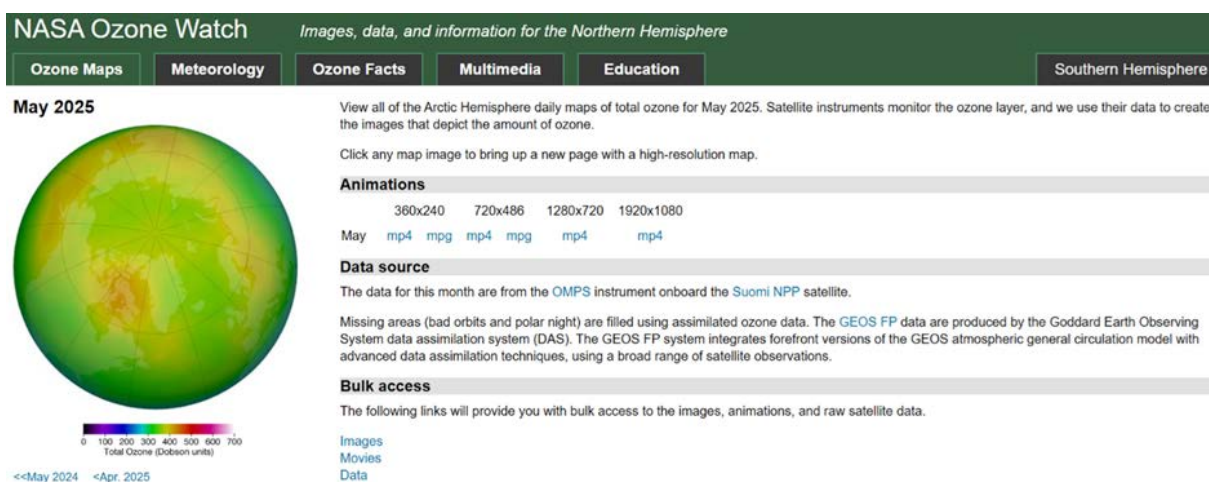 NASA Ozone Watch
Images, data, and information for the Northern Hemisphere
Ozone Maps Meteorology Ozone Facts Multimedia Education Southern Hemisphere
May 2025
0 100 200 300 400 500 600 700
Total Ozone (Dobson units)
<<May 2024 <Apr. 2025
View all of the Arctic Hemisphere daily maps of total ozone for May 2025. Satellite instruments monitor the ozone layer, and we use their data to create
the images that depict the amount of ozone.
Click any map image to bring up a new page with a high-resolution map.
Animations
360x240 720x486 1280x720 1920x1080
May mp4 mpg mp4 mpg mp4 mp4
Data source
The data for this month are from the OMPS instrument onboard the Suomi NPP satellite.
Missing areas (bad orbits and polar night) are filled using assimilated ozone data. The GEOS FP data are produced by the Goddard Earth Observing
System data assimilation system (DAS). The GEOS FP system integrates forefront versions of the GEOS atmospheric general circulation model with
advanced data assimilation techniques, using a broad range of satellite observations.
Bulk access
The following links will provide you with bulk access to the images, animations, and raw satellite data.
Images
Movies
Data